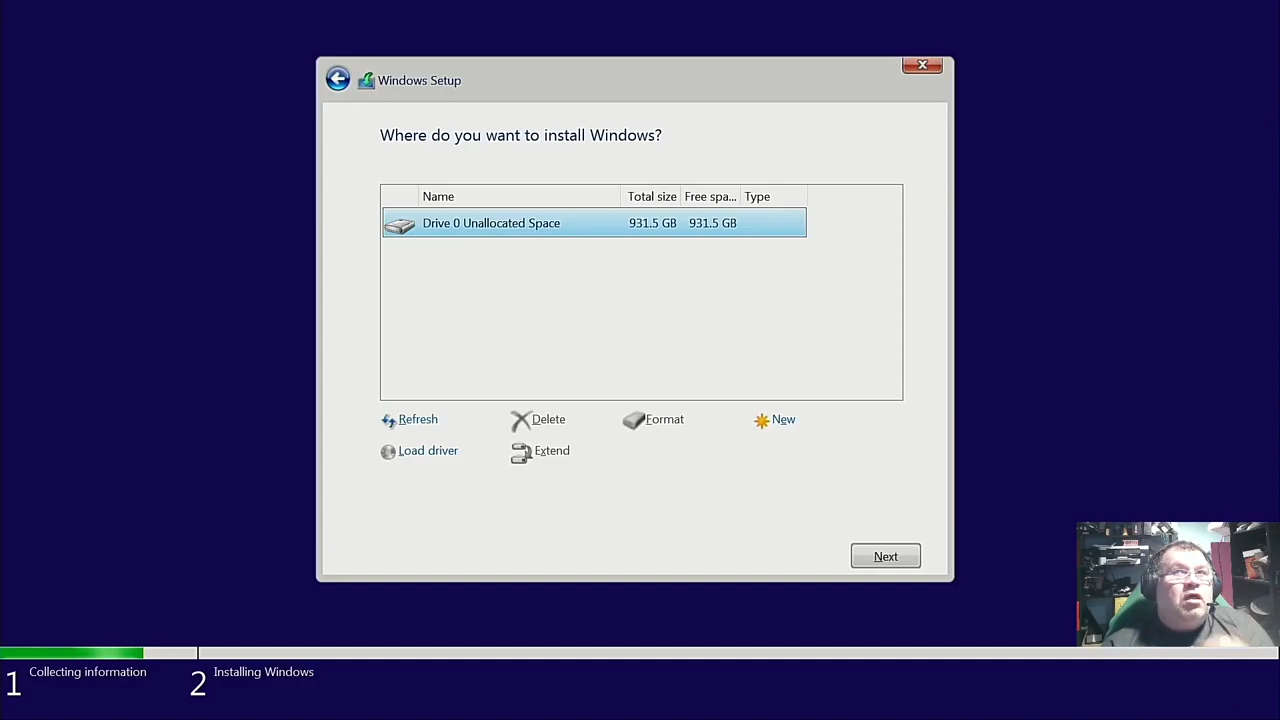 Windows Setup
Where do you want to install Windows?
Name Total size Free spa... Type
Drive 0 Unallocated Space 931.5 GB 931.5 GB
Refresh Delete Format New
Load driver Extend
Next
1 Collecting information 2 Installing Windows